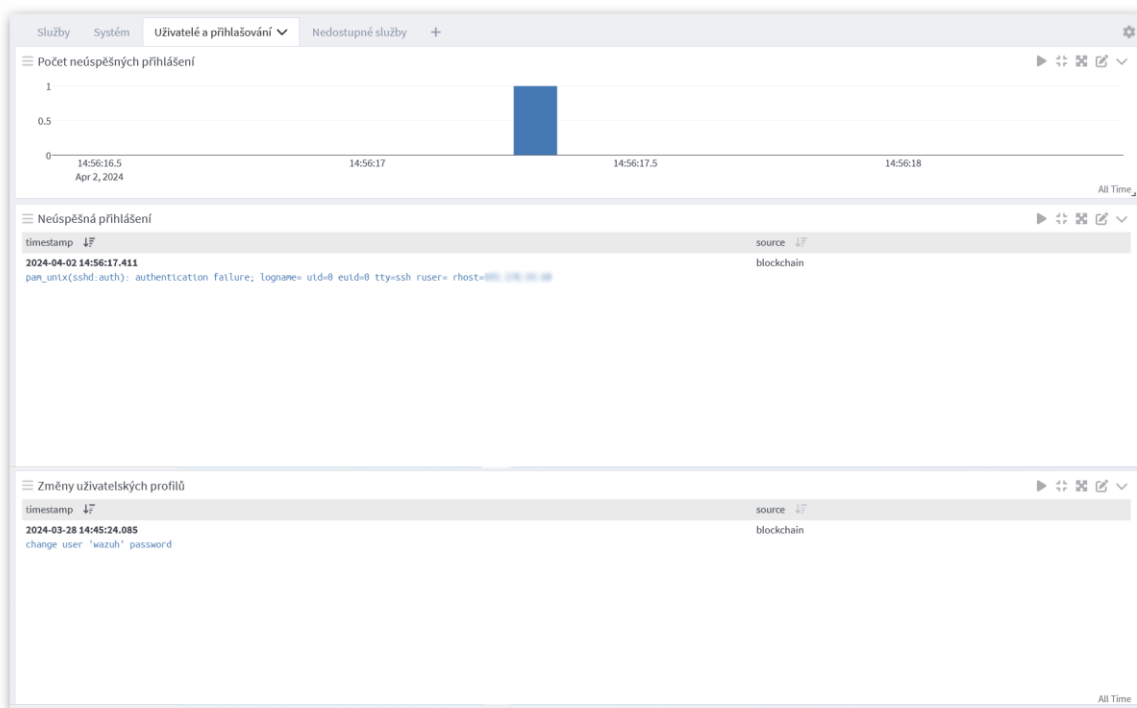 Služby Systém Uživatelé a přihlašování Nedostupné služby +
Počet neúspěšných přihlášení
1
0.5
0
14:56:16.5 14:56:17 14:56:17.5 14:56:18
Apr 2, 2024
All Time
Neúspěšná přihlášení
timestamp source
2024-04-02 14:56:17.411 blockchain
pam_unix(sshd:auth): authentication failure; logname= uid=0 euid=0 tty=ssh ruser= rhost=
Změny uživatelských profilů
timestamp source
2024-03-28 14:45:24.085 blockchain
change user 'wazuh' password
All Time